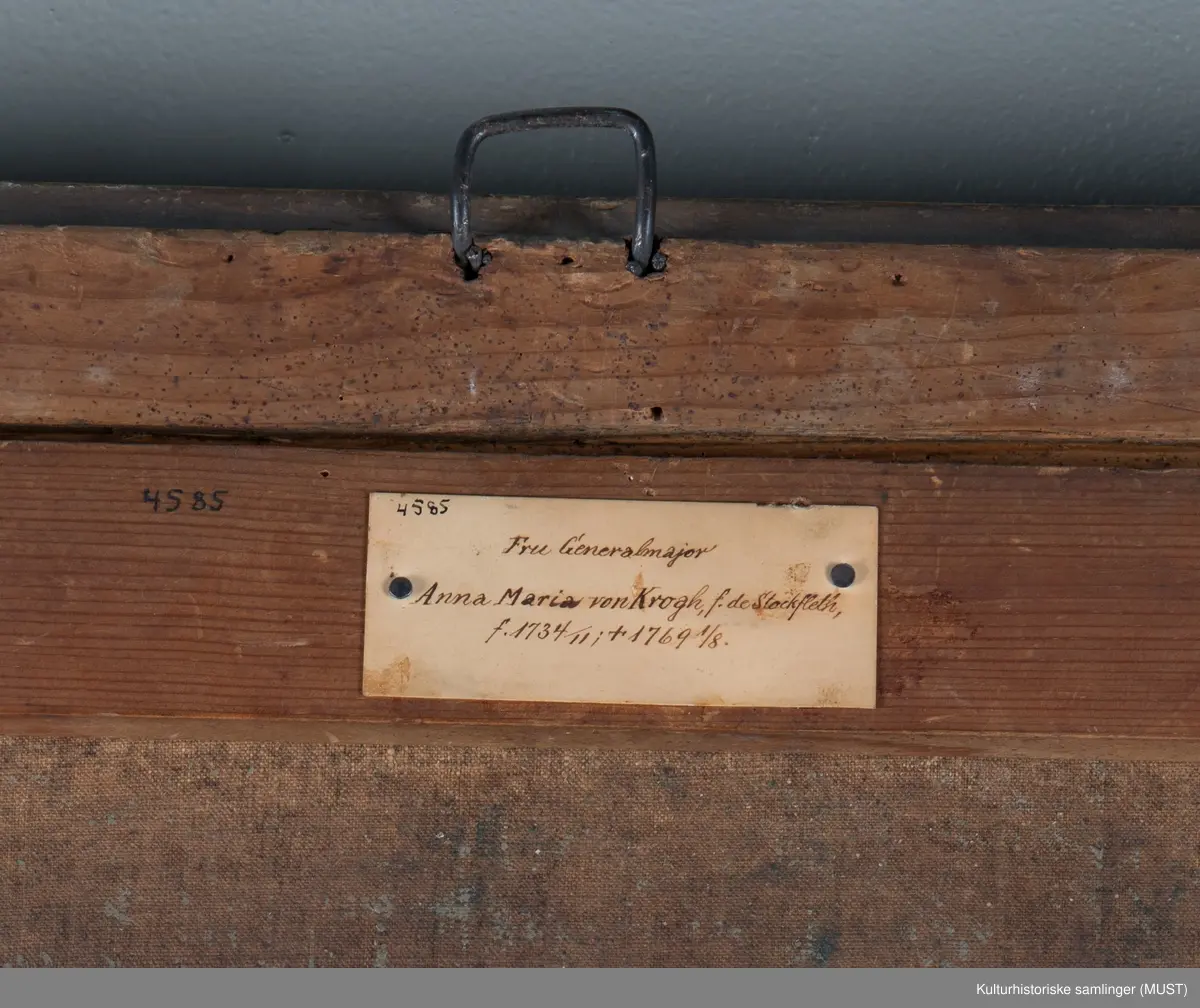 4585
4585
Fru Generalmajor
Anna Maria von Krogh, f. de Stockfleth,
f. 1734/11; + 1769 1/8.
Kulturhistoriske samlinger (MUST)